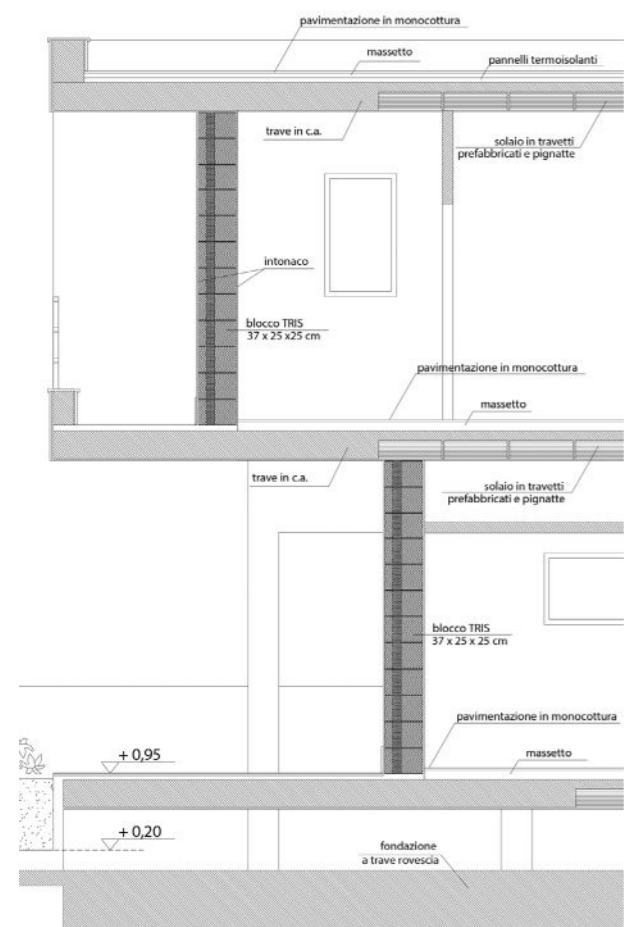 pavimentazione in monocottura
massetto
pannelli termoisolanti
trave in c.a.
solaio in travetti
prefabbricati e pignatte
intonaco
blocco TRIS
37 x 25 x25 cm
pavimentazione in monocottura
massetto
trave in c.a.
solaio in travetti
prefabbricati e pignatte
blocco TRIS
37 x 25 x 25 cm
pavimentazione in monocottura
+ 0,95
massetto
+ 0,20
fondazione
a trave rovescia